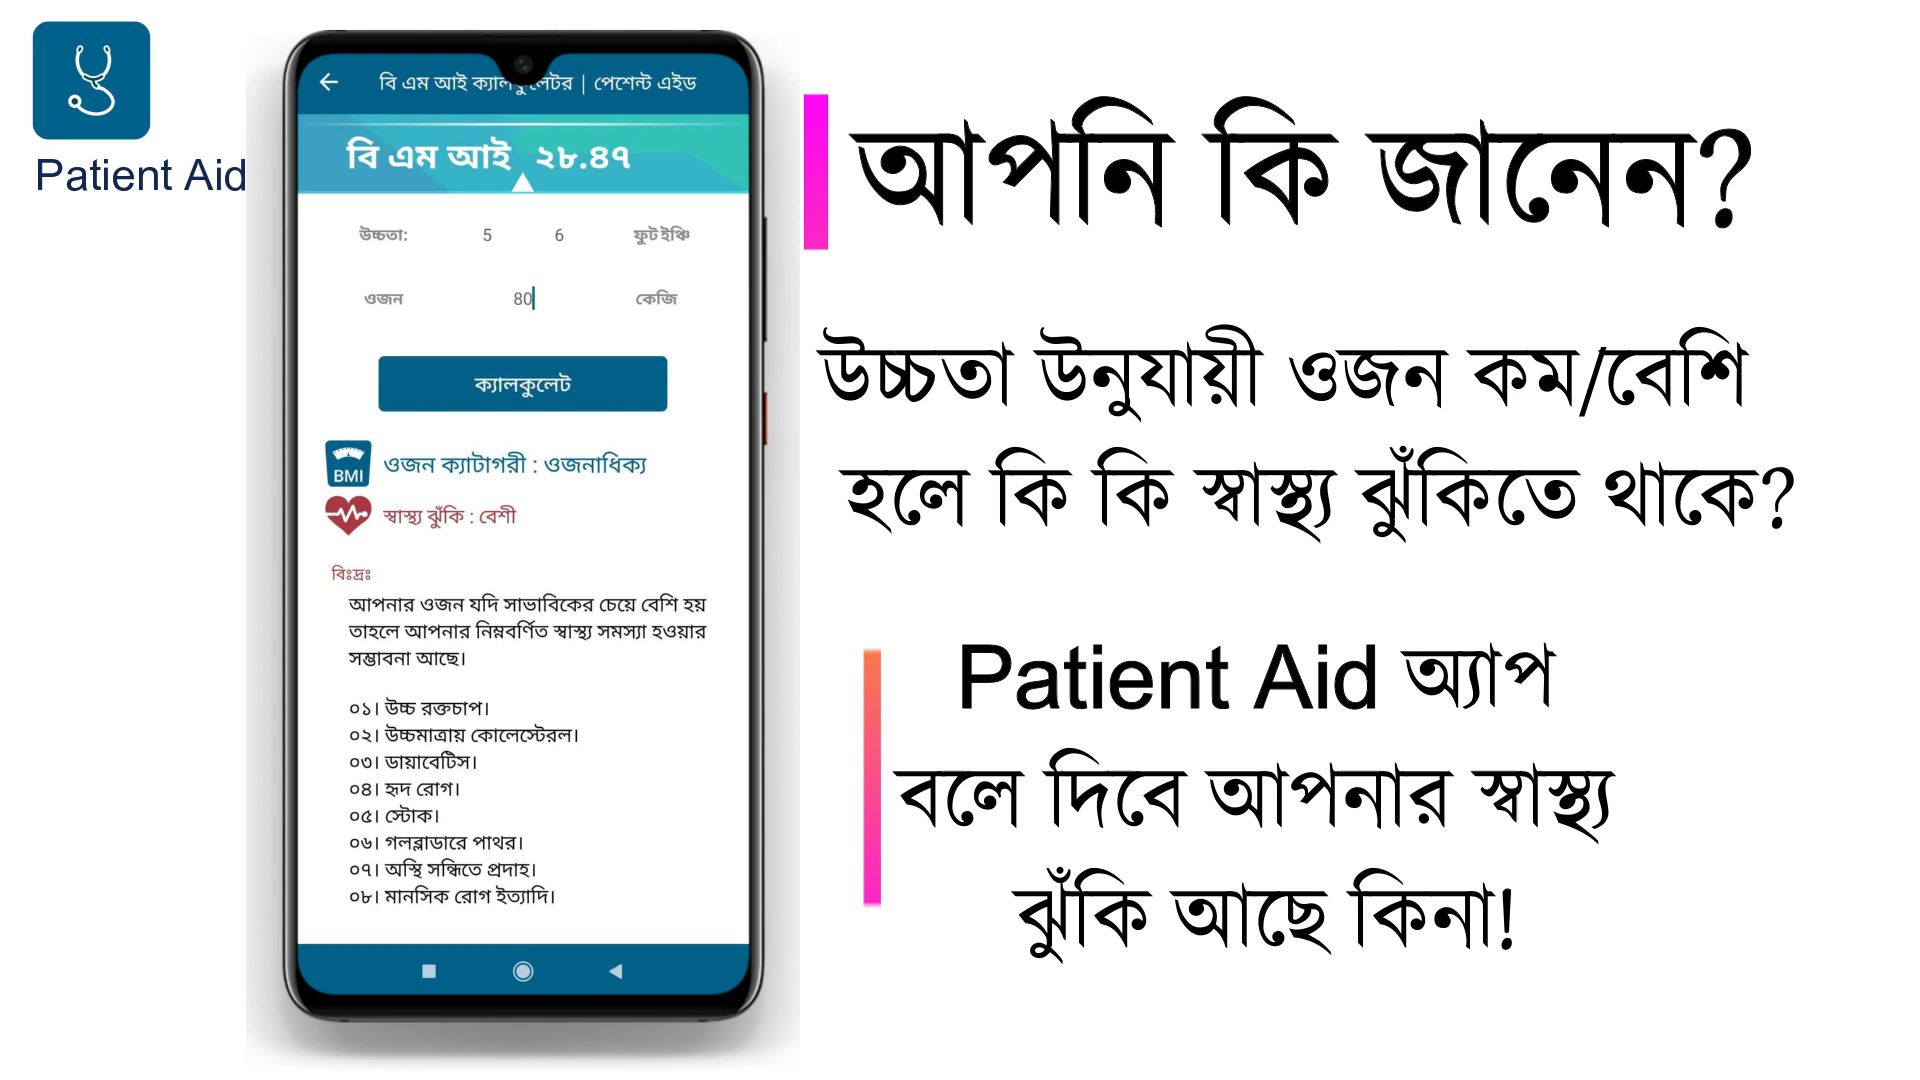 Patient Aid
বি এম আই ক্যালকুলেটর | পেশেন্ট এইড
বি এম আই ২৮.৪৭
উচ্চতা: 5 6 ফুট ইঞ্চি
ওজন 80 কেজি
ক্যালকুলেট
BMI ওজন ক্যাটাগরী : ওজনাধিক্য
স্বাস্থ্য ঝুঁকি : বেশী
বিঃদ্রঃ
আপনার ওজন যদি সাভাবিকের চেয়ে বেশি হয়
তাহলে আপনার নিম্নবর্ণিত স্বাস্থ্য সমস্যা হওয়ার
সম্ভাবনা আছে।
০১। উচ্চ রক্তচাপ।
০২। উচ্চমাত্রায় কোলেস্টেরল।
০৩। ডায়াবেটিস।
০৪। হৃদ রোগ।
০৫। স্টোক।
০৬। গলব্লাডারে পাথর।
০৭। অস্থি সন্ধিতে প্রদাহ।
০৮। মানসিক রোগ ইত্যাদি।
আপনি কি জানেন?
উচ্চতা উনুযায়ী ওজন কম/বেশি
হলে কি কি স্বাস্থ্য ঝুঁকিতে থাকে?
Patient Aid অ্যাপ
বলে দিবে আপনার স্বাস্থ্য
ঝুঁকি আছে কিনা!